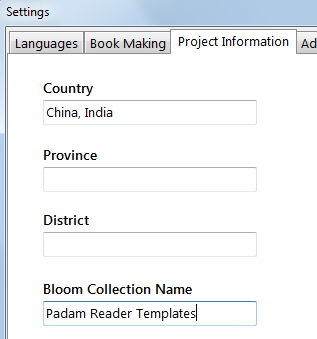 Settings
Languages Book Making Project Information Ad
Country
China, India
Province
District
Bloom Collection Name
Padam Reader Templates